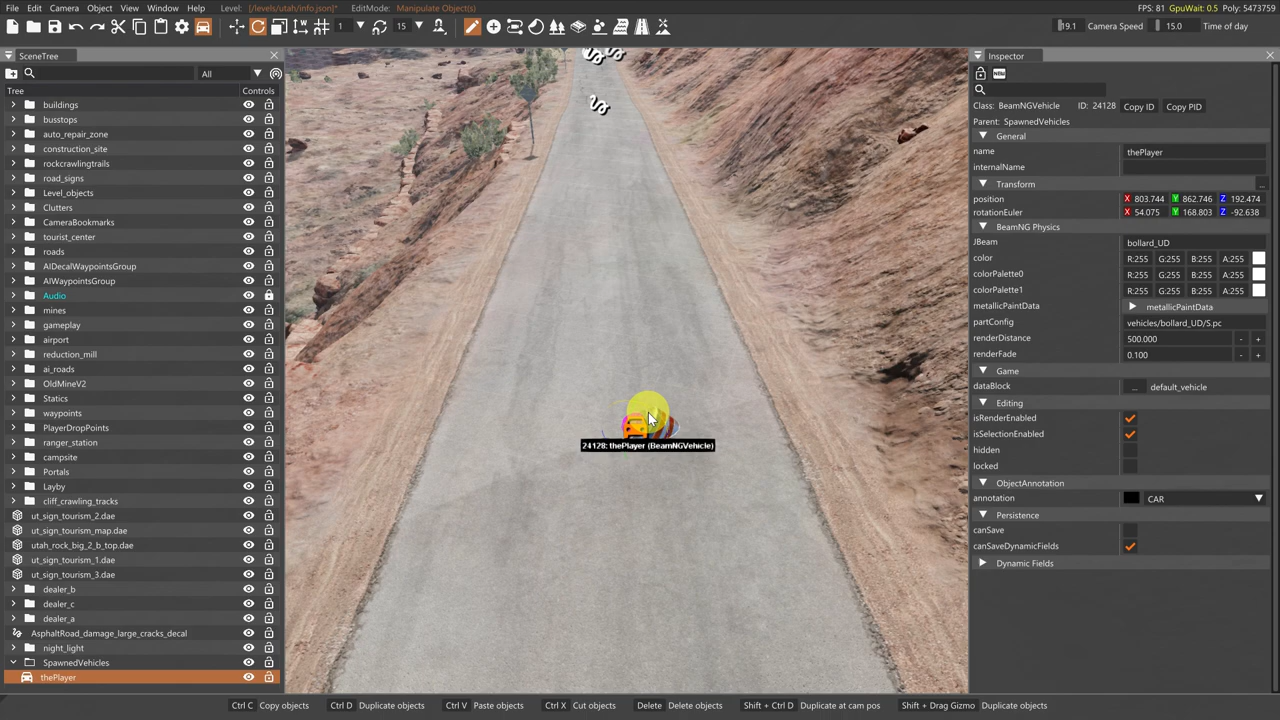 File Edit Camera Object Window Help Level: [/levels/utah/info.json]* EditMode: Manipulate Object(s) FPS: 81 GpuWait: 0.5 Poly: 5473759
1 15 19.1 Camera Speed 15.0 Time of day
SceneTree
All
Tree Controls
buildings
busstops
auto_repair_zone
construction_site
rockcrawlingtrails
road_signs
Level_objects
Clutters
CameraBookmarks
tourist_center
roads
AIDecalWaypointsGroup
AIWaypointsGroup
Audio
mines
gameplay
airport
reduction_mill
ai_roads
OldMineV2
Statics
waypoints
PlayerDropPoints
ranger_station
campsite
Portals
Layby
cliff_crawling_tracks
ut_sign_tourism_2.dae
ut_sign_tourism_map.dae
utah_rock_big_2_b_top.dae
ut_sign_tourism_1.dae
ut_sign_tourism_3.dae
dealer_b
dealer_c
dealer_a
AsphaltRoad_damage_large_cracks_decal
night_light
SpawnedVehicles
thePlayer
24128: thePlayer (BeamNGVehicle)
Inspector
NEW
Class: BeamNGVehicle ID: 24128 Copy ID Copy PID
Parent: SpawnedVehicles
General
name thePlayer
internalName
Transform ...
position X 803.744 Y 862.746 Z 192.474
rotationEuler X 54.075 Y 168.803 Z -92.638
BeamNG Physics
JBeam bollard_UD
color R:255 G:255 B:255 A:255
colorPalette0 R:255 G:255 B:255 A:255
colorPalette1 R:255 G:255 B:255 A:255
metallicPaintData metallicPaintData
partConfig vehicles/bollard_UD/S.pc
renderDistance 500.000 - +
renderFade 0.100 - +
Game
dataBlock ... default_vehicle
Editing
isRenderEnabled
isSelectionEnabled
hidden
locked
ObjectAnnotation
annotation CAR
Persistence
canSave
canSaveDynamicFields
Dynamic Fields
Ctrl C Copy objects Ctrl D Duplicate objects Ctrl V Paste objects Ctrl X Cut objects Delete Delete objects Shift + Ctrl D Duplicate at cam pos Shift + Drag Gizmo Duplicate objects